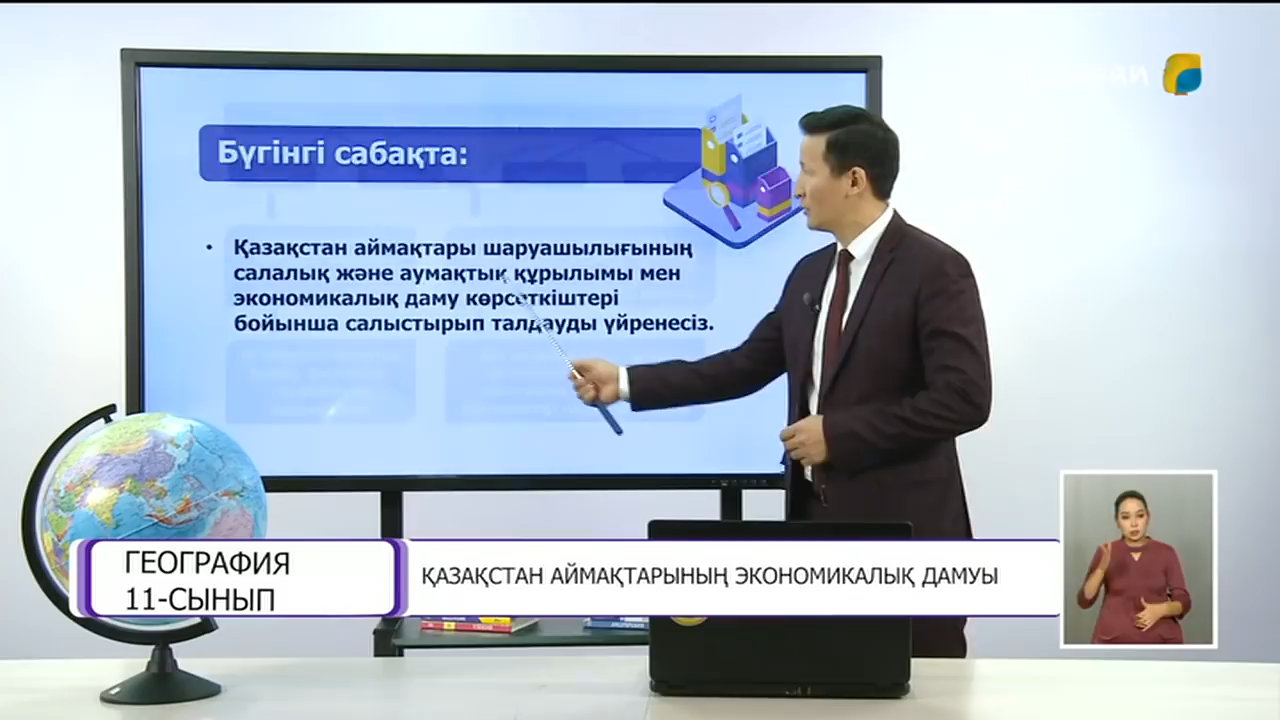 Бүгінгі сабақта:
• Қазақстан аймақтары шаруашылығының
салалық және аумақтық құрылымы мен
экономикалық даму көрсеткіштері
бойынша салыстырып талдауды үйренесіз.
ГЕОГРАФИЯ
11-СЫНЫП
ҚАЗАҚСТАН АЙМАҚТАРЫНЫҢ ЭКОНОМИКАЛЫҚ ДАМУЫ